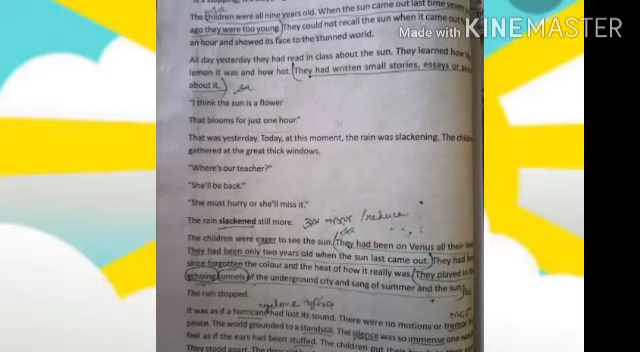 Made with
KINEMASTER
The children were all nine years old. When the sun came out last time seven
ago they were too young. They could not recall the sun when it came out
an hour and showed its face to the stunned world.
All day yesterday they had read in class about the sun. They learned how
lemon it was and how hot. They had written small stories, essays or
about it.
"I think the sun is a flower
That blooms for just one hour."
That was yesterday. Today, at this moment, the rain was slackening. The
gathered at the great thick windows.
"Where's our teacher?"
"She'll be back."
"She must hurry or she'll miss it."
The rain slackened still more. /reduce
The children were eager to see the sun. They had been on Venus all their
They had been only two years old when the sun last came out. They had
since forgotten the colour and the heat of how it really was. They played in
echoing tunnels of the underground city and sang of summer and the sun.
The rain stopped.
cyclone
It was as if a hurricane had lost its sound. There were no motions or tremor
peace. The world grounded to a standstill. The silence was so immense one
feel as if the ears had been stuffed. The children put their
They stood apart. The